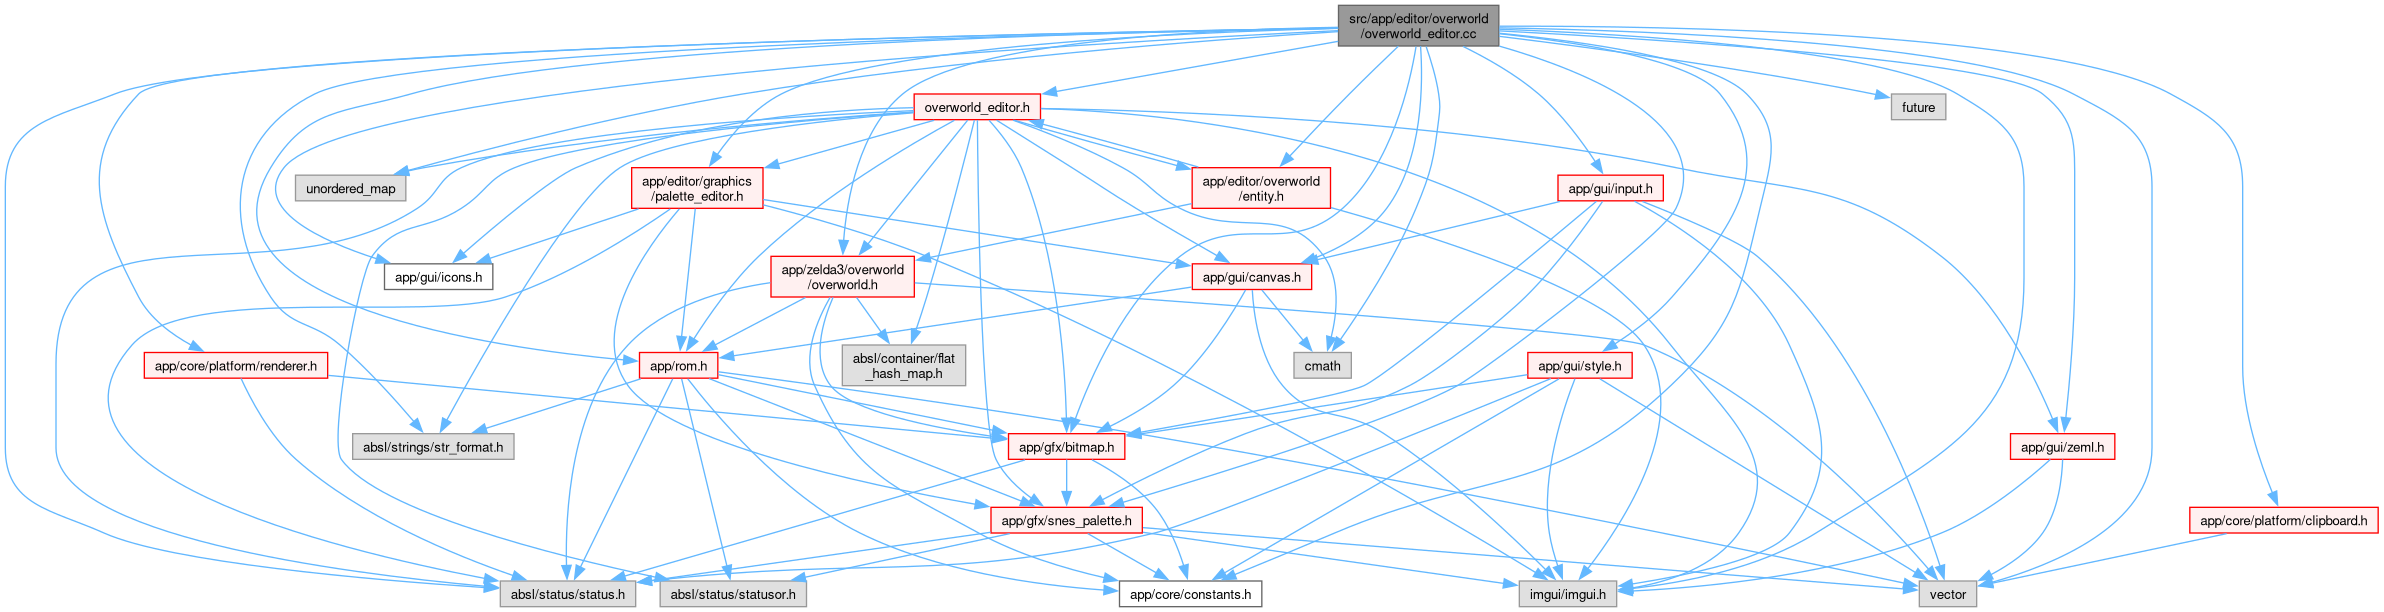 src/app/editor/overworld
/overworld_editor.cc
overworld_editor.h
future
unordered_map
app/editor/graphics
/palette_editor.h
app/editor/overworld
/entity.h
app/gui/input.h
app/gui/icons.h
app/zelda3/overworld
/overworld.h
app/gui/canvas.h
app/core/platform/renderer.h
app/rom.h
absl/container/flat
_hash_map.h
cmath
app/gui/style.h
absl/strings/str_format.h
app/gfx/bitmap.h
app/gui/zeml.h
app/gfx/snes_palette.h
app/core/platform/clipboard.h
absl/status/status.h
absl/status/statusor.h
app/core/constants.h
imgui/imgui.h
vector